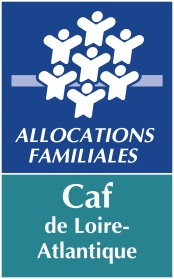 ALLOCATIONS
FAMILIALES
Caf
de Loire-
Atlantique